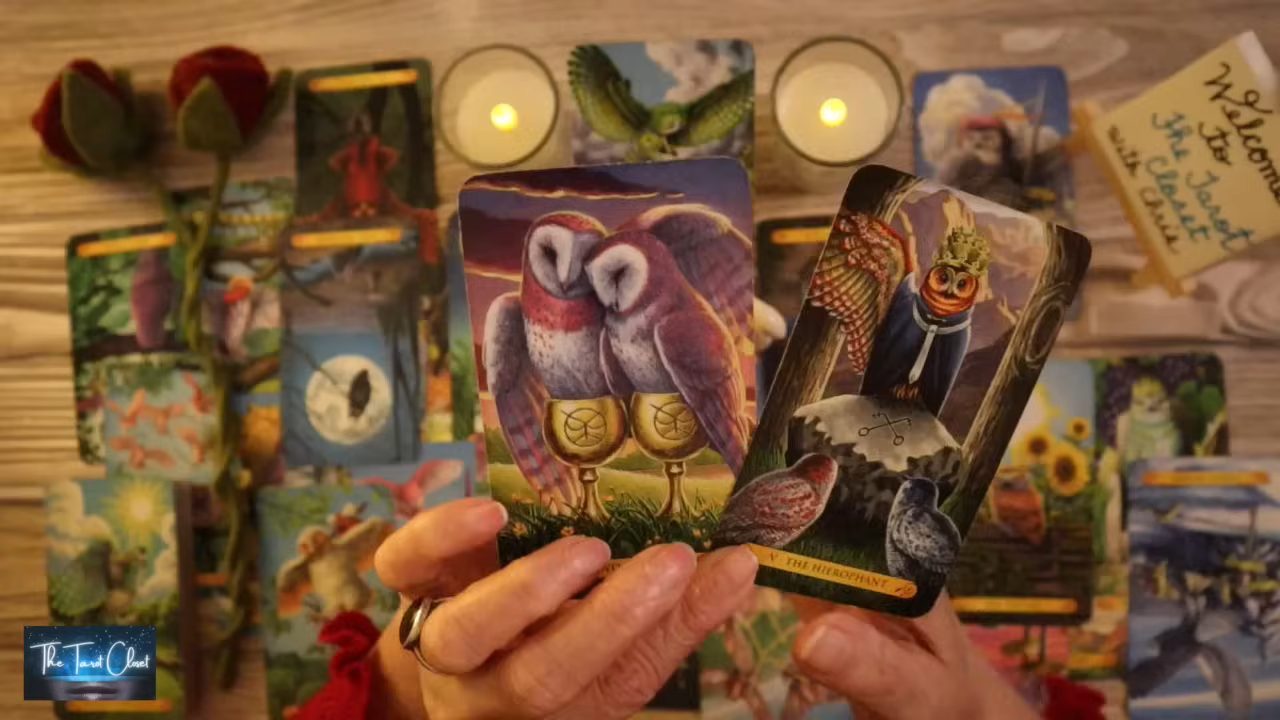 Welcome
To
The Tarot
Closet
with Chris
V · THE HIEROPHANT
The Tarot Closet